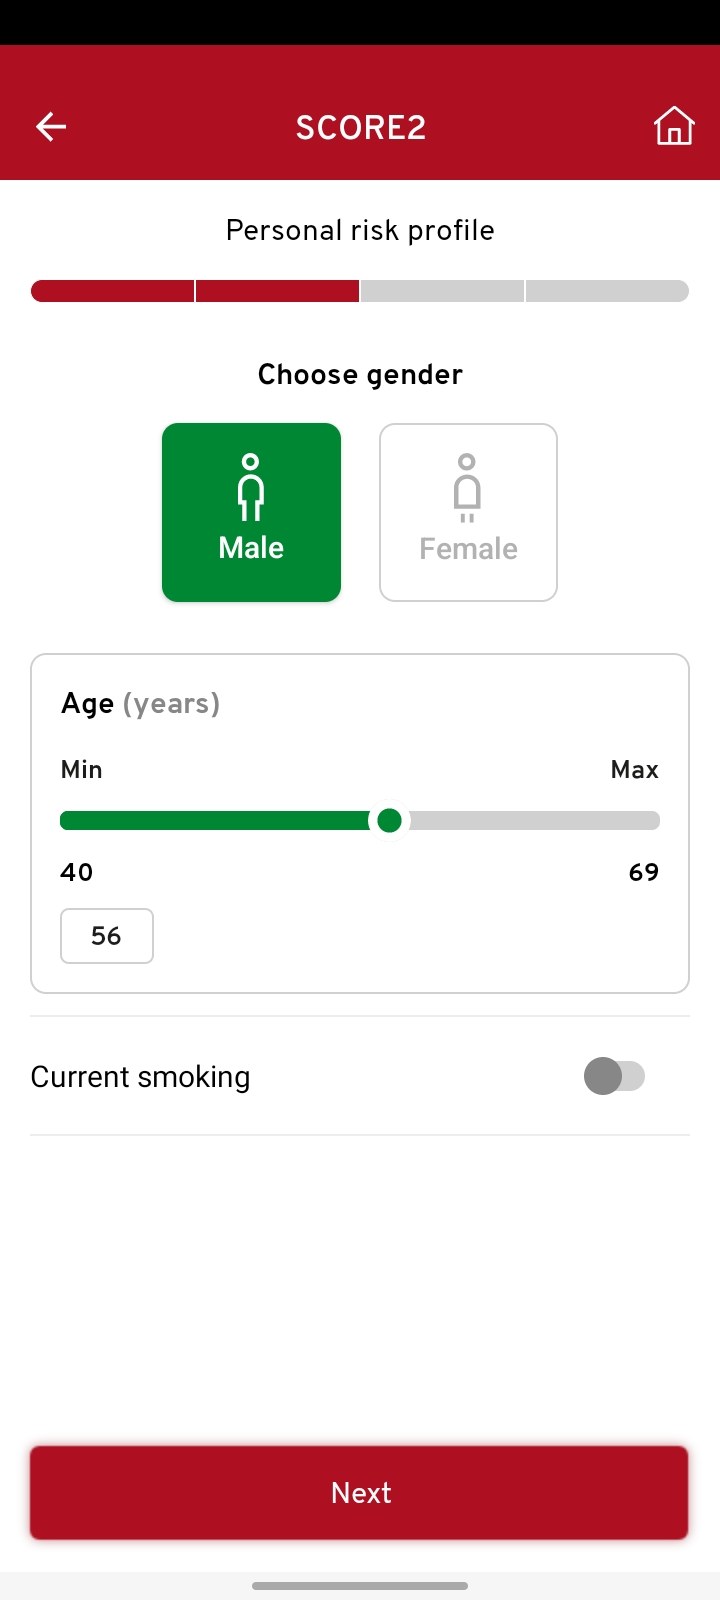 SCORE2
Personal risk profile
Choose gender
Male Female
Age (years)
Min Max
40 69
56
Current smoking
Next